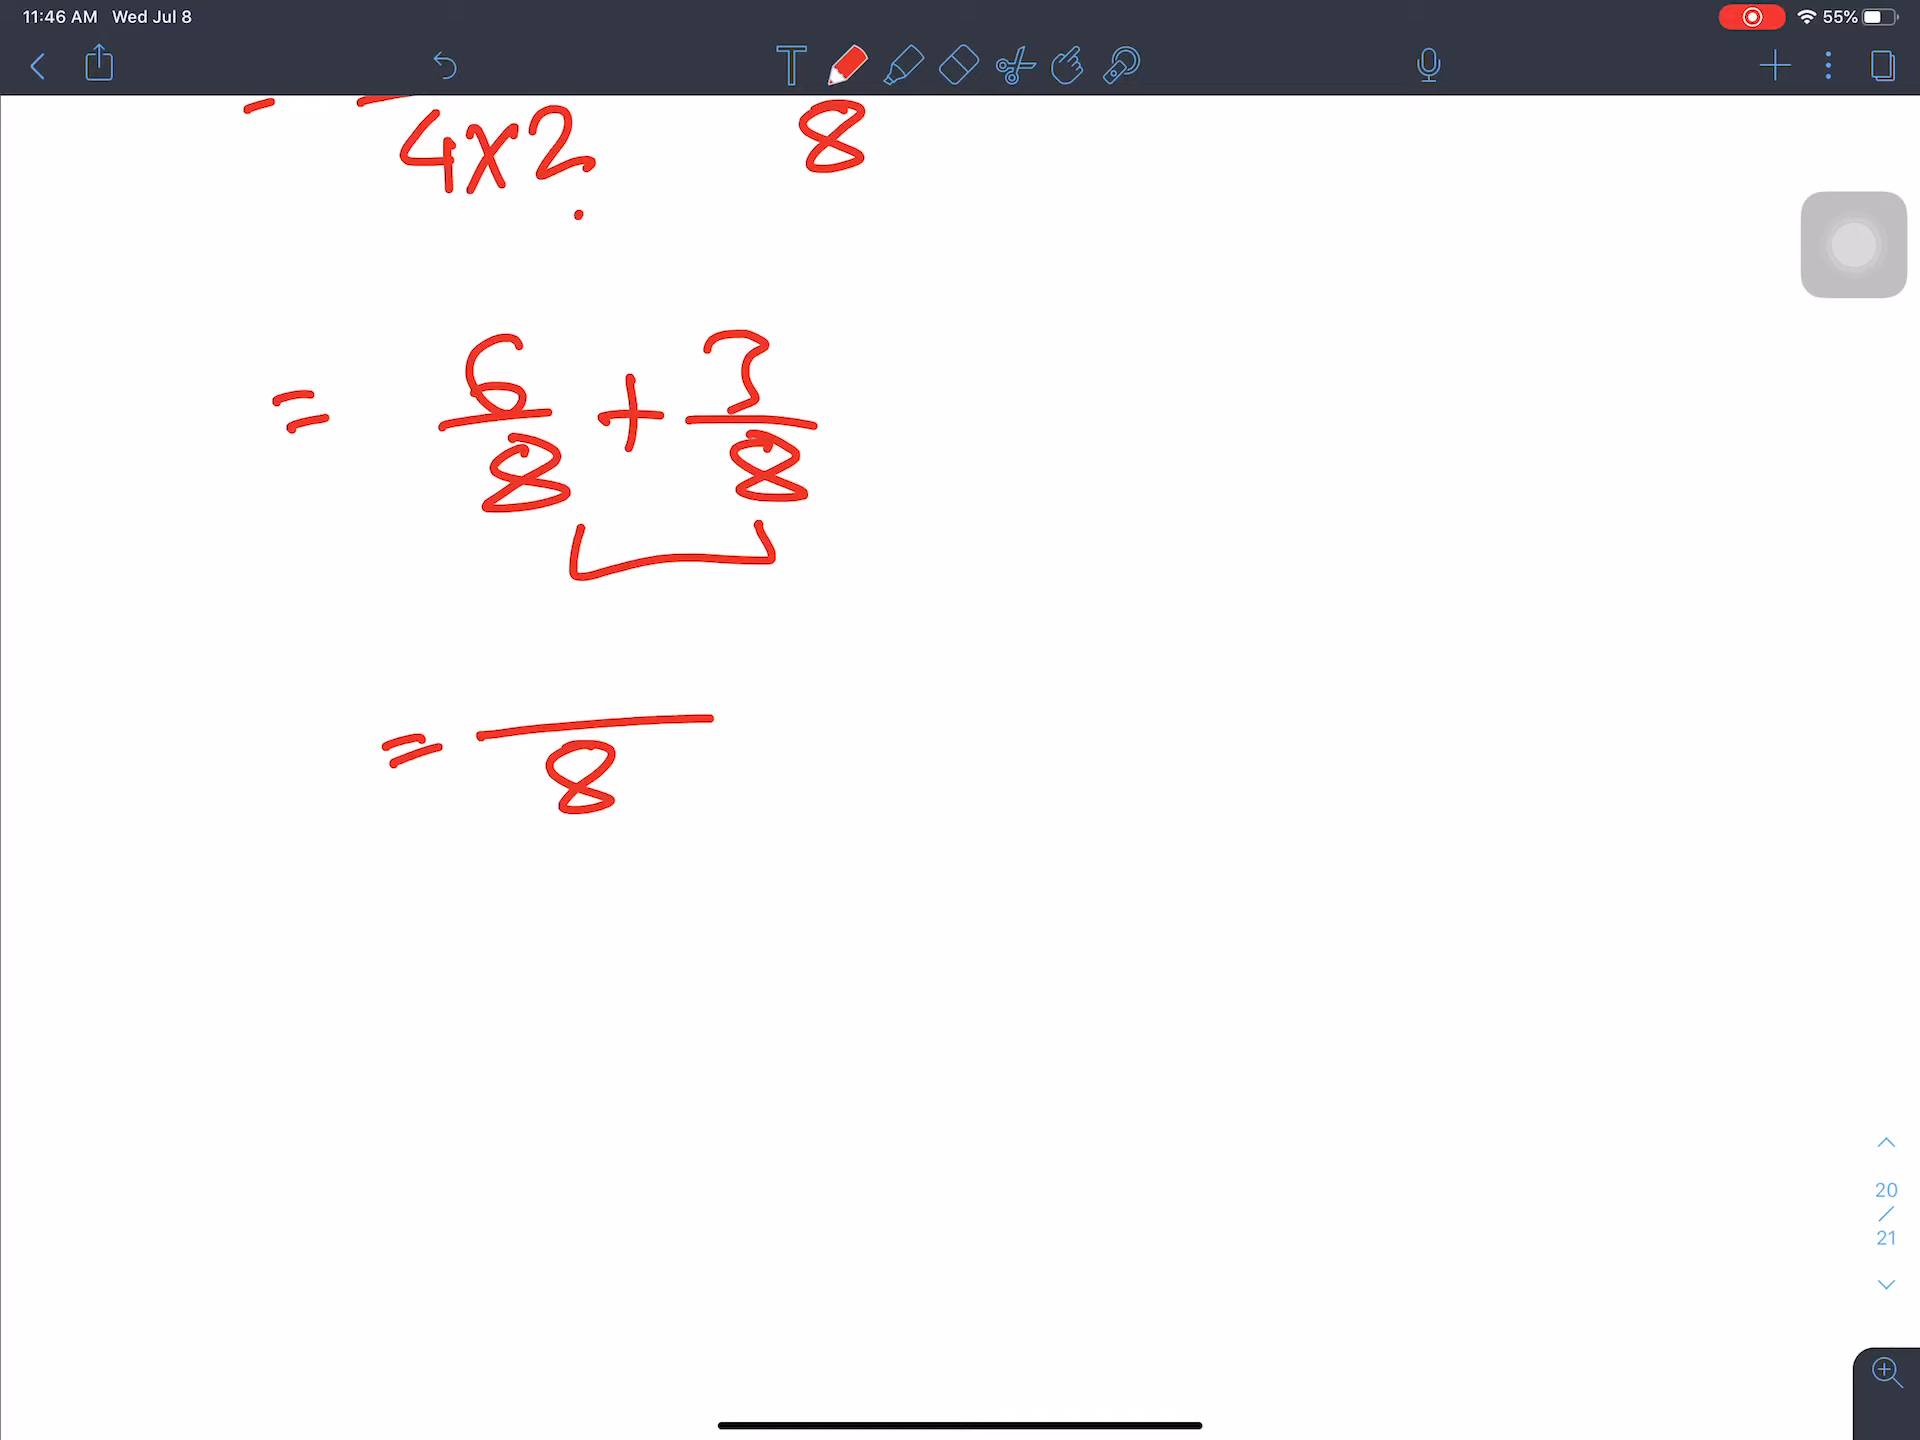 11:46 AM Wed Jul 8 55%
4x2 8
= 6/8 + 3/8
= /8
20
/
21